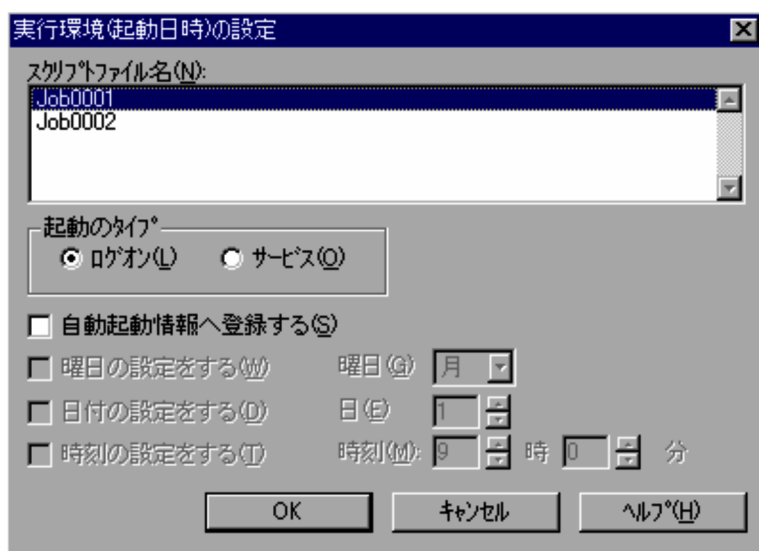 実行環境(起動日時)の設定
スクリプトファイル名(N):
Job0001
Job0002
起動のタイプ
ログオン(L) サービス(O)
自動起動情報へ登録する(S)
曜日の設定をする(W) 曜日(G) 月
日付の設定をする(D) 日(E) 1
時刻の設定をする(T) 時刻(M): 9 時 0 分
OK キャンセル ヘルプ(H)